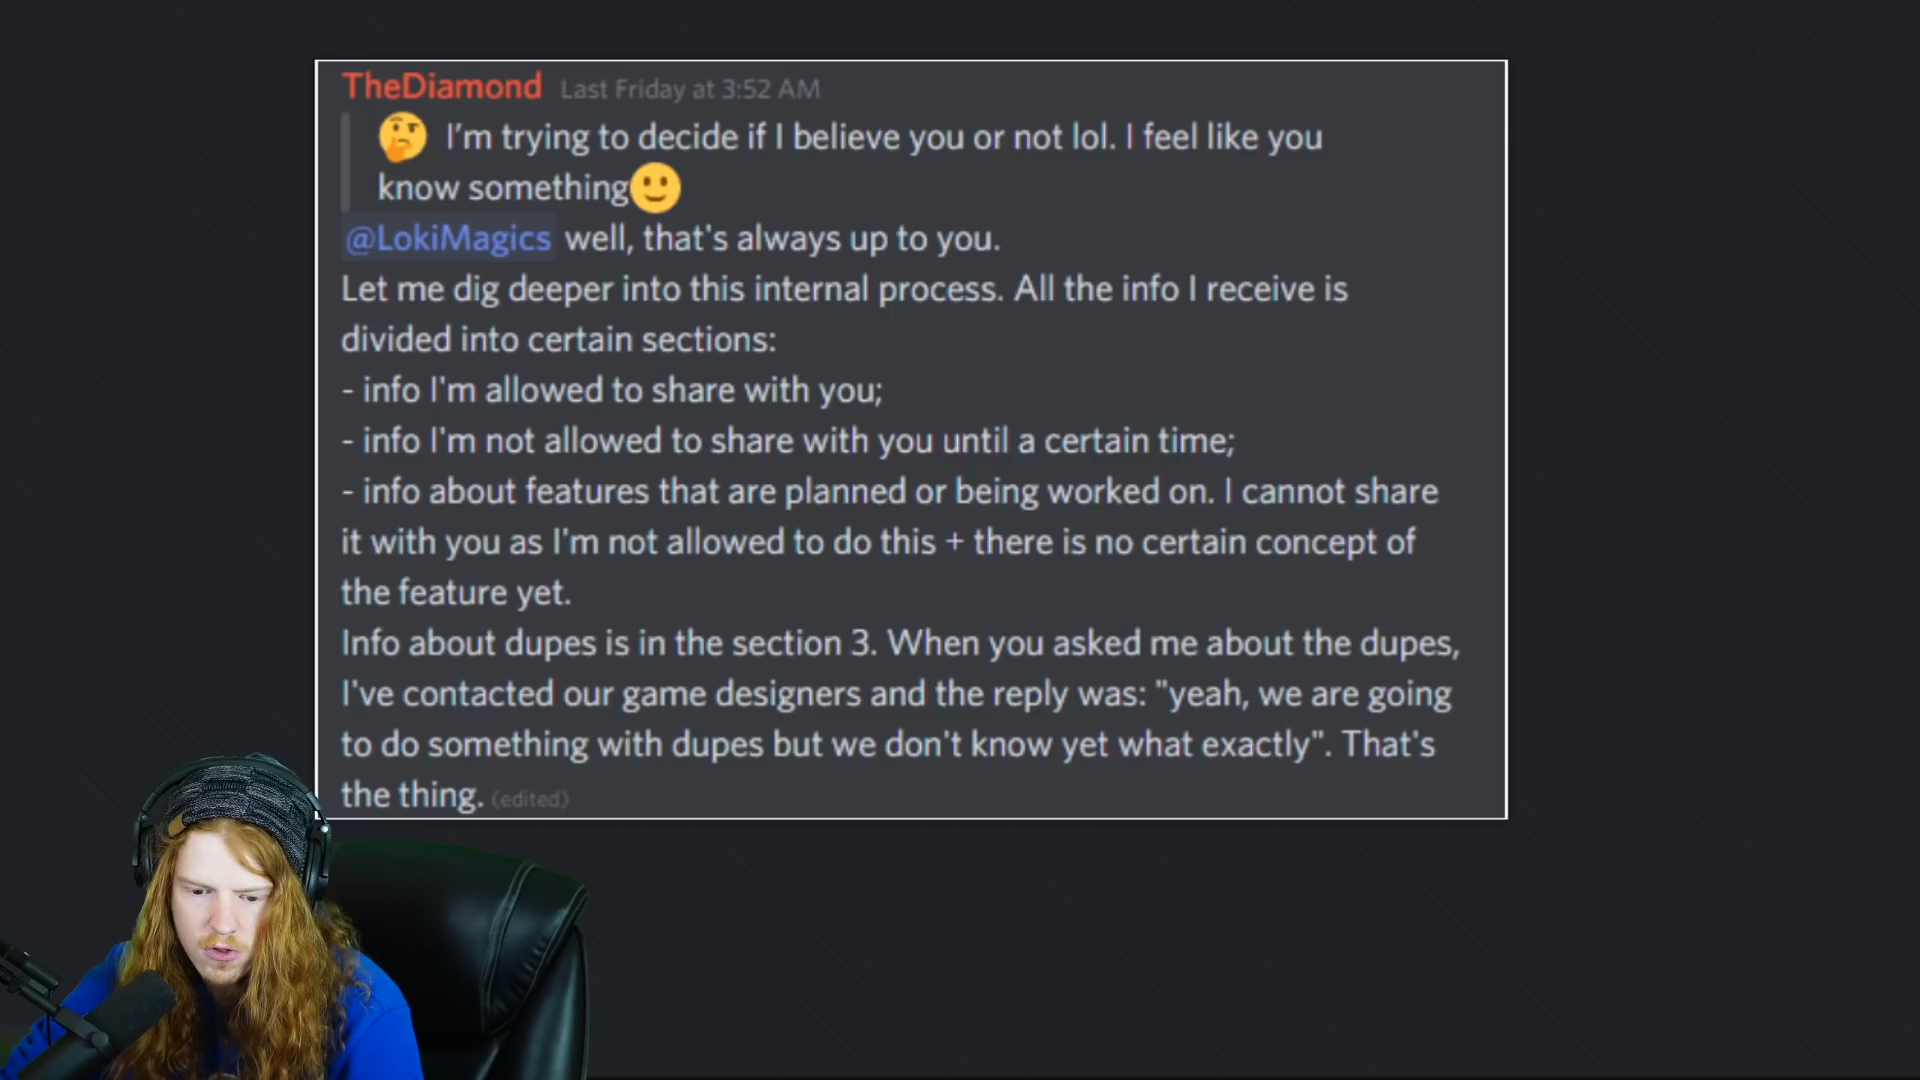 TheDiamond Last Friday at 3:52 AM
🤔 I'm trying to decide if I believe you or not lol. I feel like you
know something🙂
@LokiMagics well, that's always up to you.
Let me dig deeper into this internal process. All the info I receive is
divided into certain sections:
- info I'm allowed to share with you;
- info I'm not allowed to share with you until a certain time;
- info about features that are planned or being worked on. I cannot share
it with you as I'm not allowed to do this + there is no certain concept of
the feature yet.
Info about dupes is in the section 3. When you asked me about the dupes,
I've contacted our game designers and the reply was: "yeah, we are going
to do something with dupes but we don't know yet what exactly". That's
the thing. (edited)